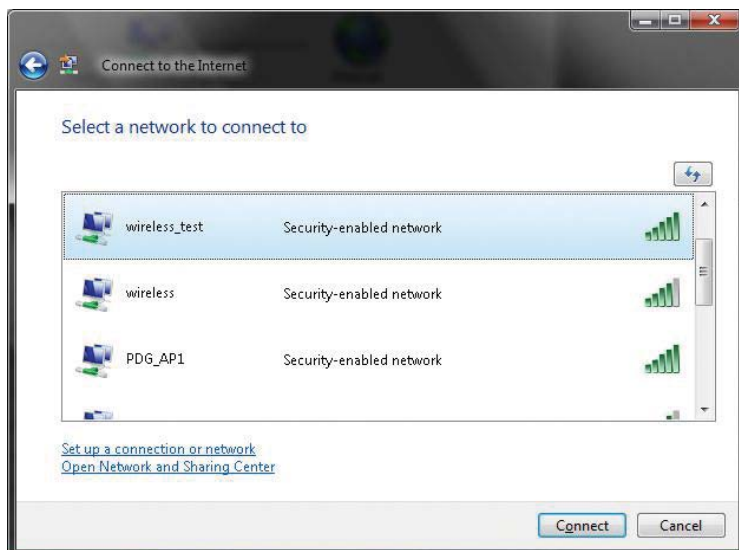 Connect to the Internet
Select a network to connect to
wireless_test Security-enabled network
wireless Security-enabled network
PDG_AP1 Security-enabled network
Set up a connection or network
Open Network and Sharing Center
Connect Cancel